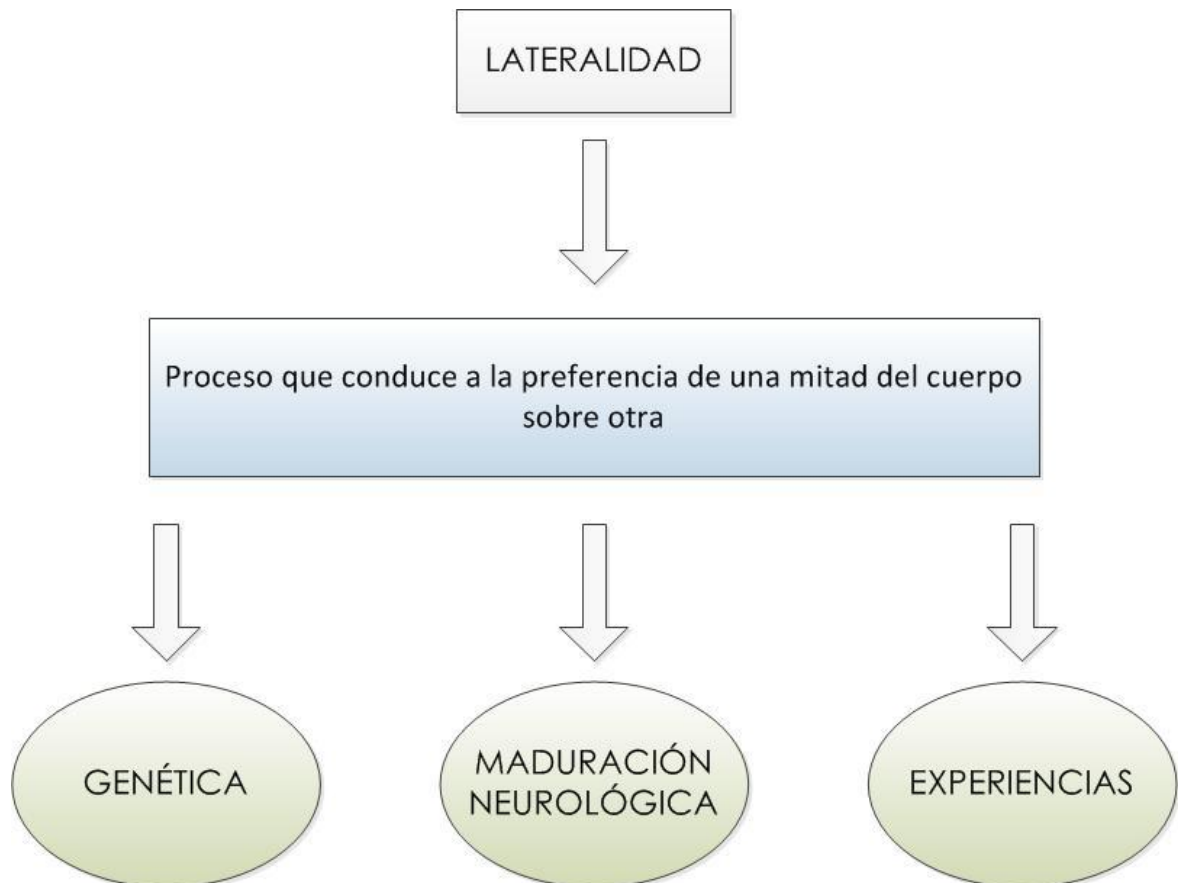 LATERALIDAD
Proceso que conduce a la preferencia de una mitad del cuerpo
sobre otra
GENÉTICA
MADURACIÓN
NEUROLÓGICA
EXPERIENCIAS